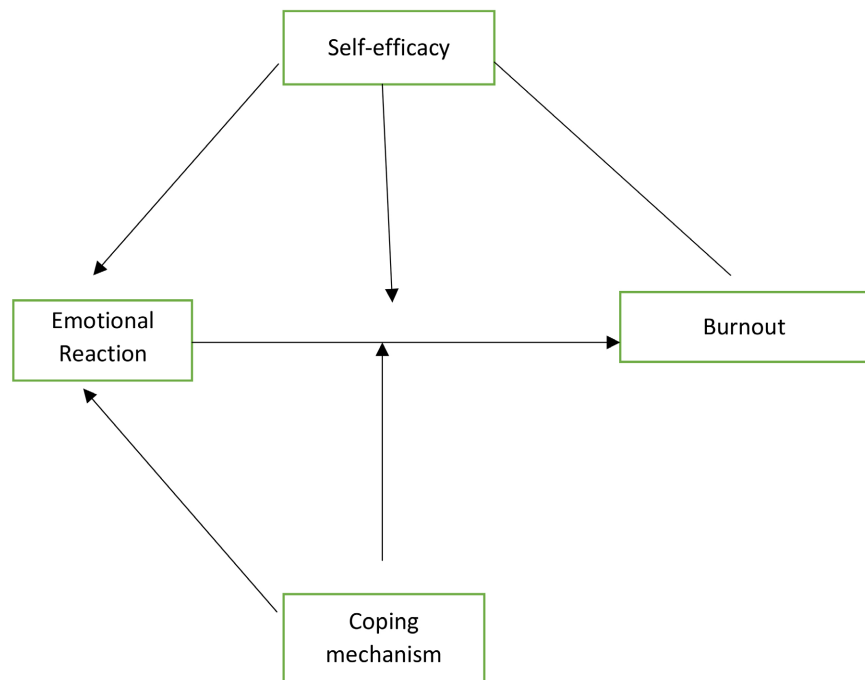 Self-efficacy
Emotional
Reaction
Burnout
Coping
mechanism